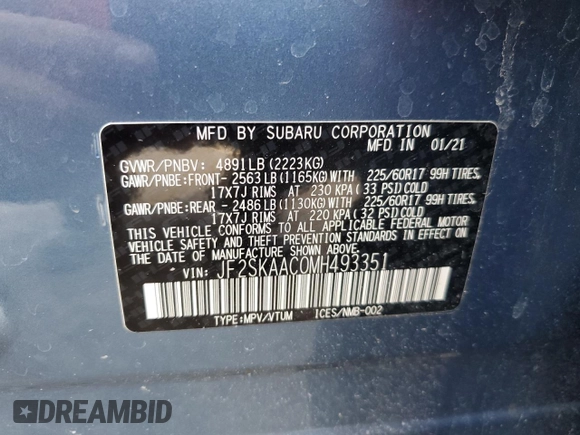 MFD BY SUBARU CORPORATION
MFD IN 01/21
GVWR/PNBV: 4891LB (2223KG)
GAWR/PNBE:FRONT- 2563LB (1165KG)WITH 225/60R17 99H TIRES,
17X7J RIMS AT 230 KPA (33 PSI)COLD
GAWR/PNBE:REAR - 2486LB (1130KG)WITH 225/60R17 99H TIRES,
17X7J RIMS AT 220 KPA (32 PSI)COLD
THIS VEHICLE CONFORMS TO ALL APPLICABLE FEDERAL MOTOR
VEHICLE SAFETY AND THEFT PREVENTION STANDARDS IN EFFECT
ON THE DATE OF MANUFACTURE SHOWN ABOVE.
VIN: JF2SKAAC0MH493351
TYPE:MPV/VTUM ICES/NMB-002
DREAMBID